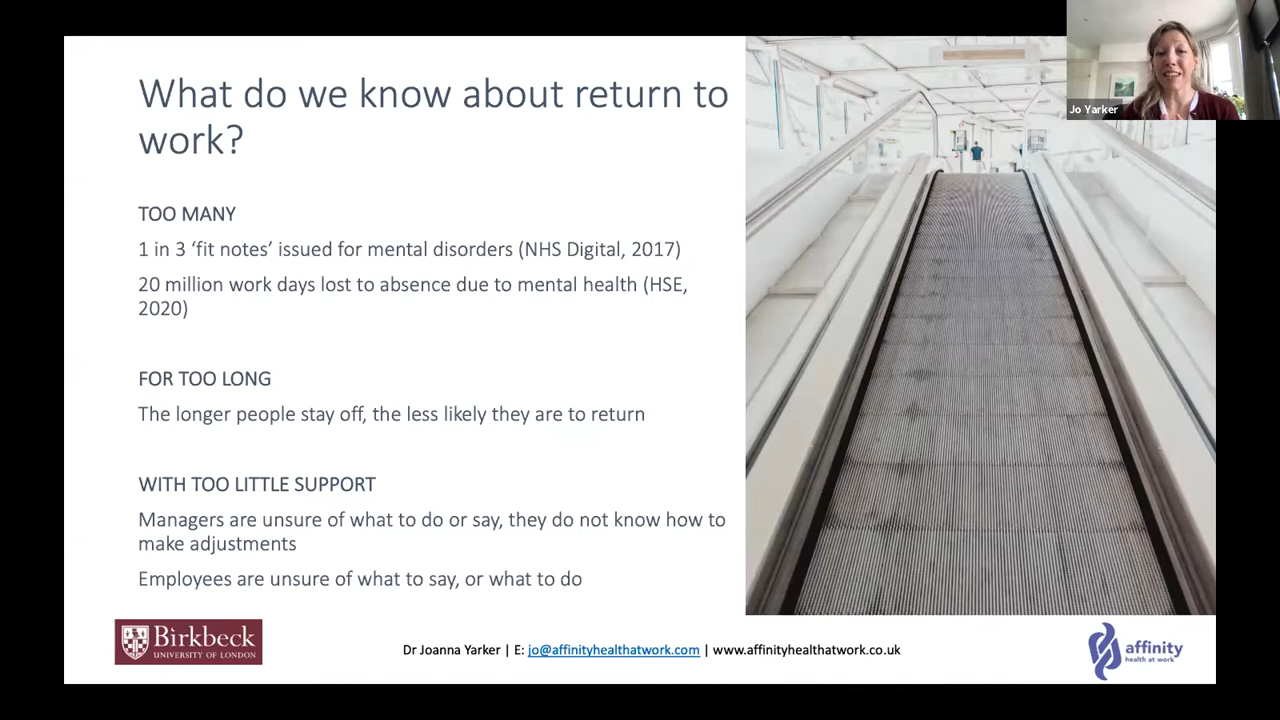 What do we know about return to
work?
TOO MANY
1 in 3 ‘fit notes’ issued for mental disorders (NHS Digital, 2017)
20 million work days lost to absence due to mental health (HSE,
2020)
FOR TOO LONG
The longer people stay off, the less likely they are to return
WITH TOO LITTLE SUPPORT
Managers are unsure of what to do or say, they do not know how to
make adjustments
Employees are unsure of what to say, or what to do
Birkbeck
UNIVERSITY OF LONDON
Dr Joanna Yarker | E: jo@affinityhealthatwork.com | www.affinityhealthatwork.co.uk
affinity
health at work
Jo Yarker